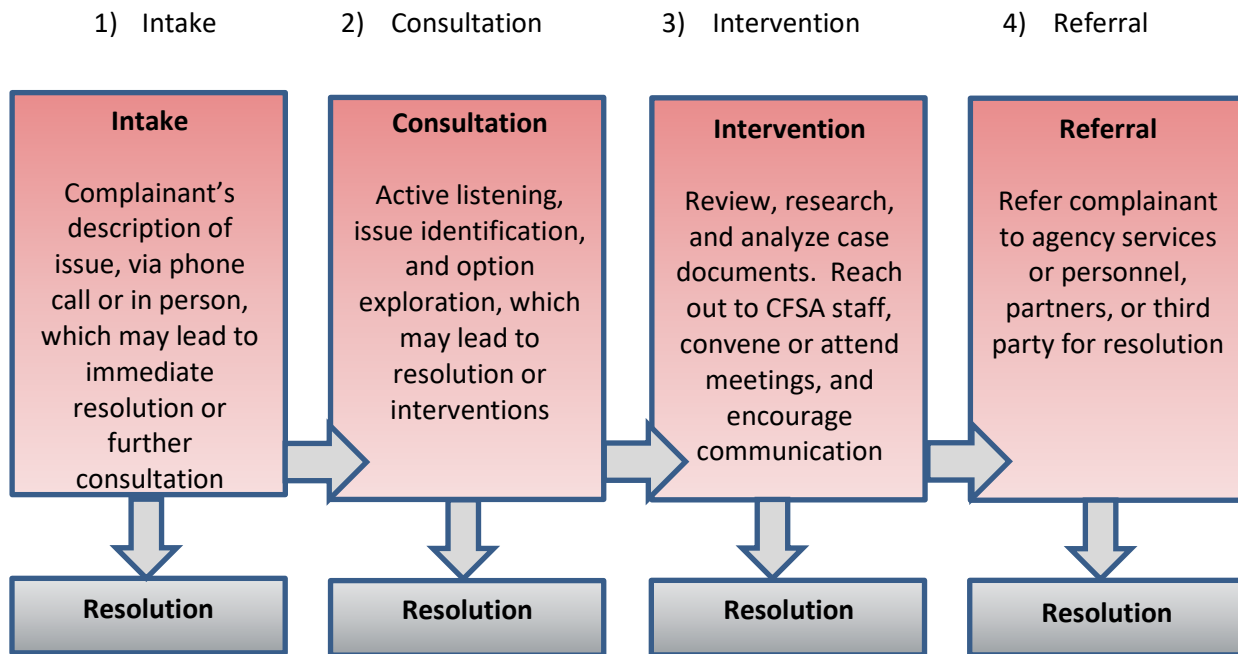 1) Intake
2) Consultation
3) Intervention
4) Referral
Intake
Complainant’s
description of
issue, via phone
call or in person,
which may lead to
immediate
resolution or
further
consultation
Consultation
Active listening,
issue identification,
and option
exploration, which
may lead to
resolution or
interventions
Intervention
Review, research,
and analyze case
documents.  Reach
out to CFSA staff,
convene or attend
meetings, and
encourage
communication
Referral
Refer complainant
to agency services
or personnel,
partners, or third
party for resolution
Resolution
Resolution
Resolution
Resolution